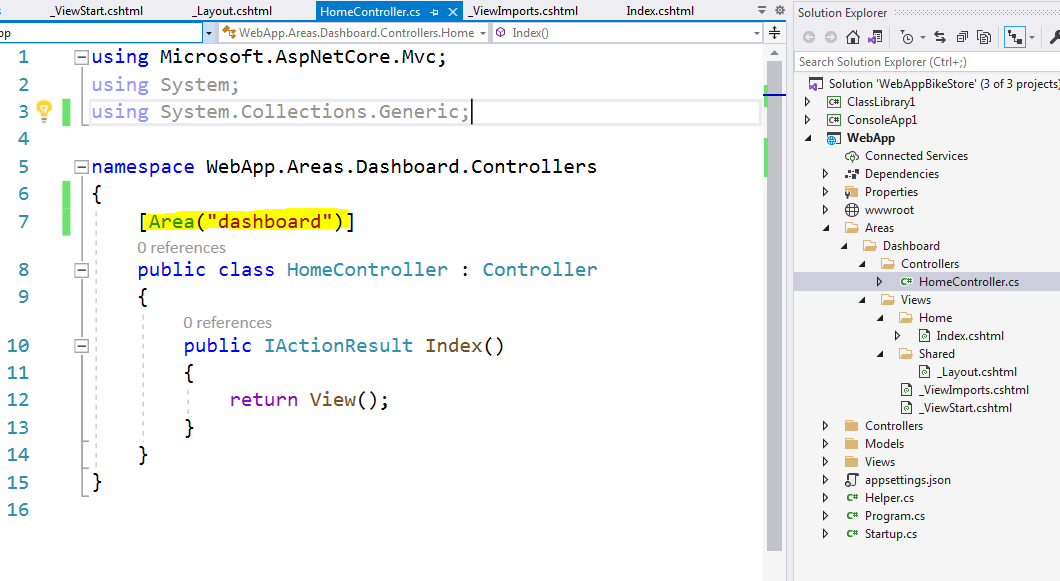 _ViewStart.cshtml _Layout.cshtml HomeController.cs _ViewImports.cshtml Index.cshtml
WebApp.Areas.Dashboard.Controllers.Home Index()
1 using Microsoft.AspNetCore.Mvc;
2 using System;
3 using System.Collections.Generic;
4
5 namespace WebApp.Areas.Dashboard.Controllers
6 {
7 [Area("dashboard")]
0 references
8 public class HomeController : Controller
9 {
0 references
10 public IActionResult Index()
11 {
12 return View();
13 }
14 }
15 }
16
Solution Explorer
Search Solution Explorer (Ctrl+;)
Solution 'WebAppBikeStore' (3 of 3 projects)
C# ClassLibrary1
C# ConsoleApp1
WebApp
Connected Services
Dependencies
Properties
wwwroot
Areas
Dashboard
Controllers
C# HomeController.cs
Views
Home
Index.cshtml
Shared
_Layout.cshtml
_ViewImports.cshtml
_ViewStart.cshtml
Controllers
Models
Views
appsettings.json
C# Helper.cs
C# Program.cs
C# Startup.cs